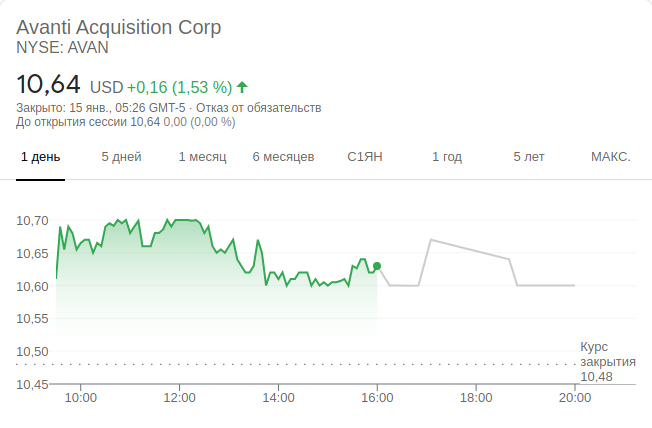 Avanti Acquisition Corp
NYSE: AVAN
10,64 USD +0,16 (1,53 %)
Закрыто: 15 янв., 05:26 GMT-5 · Отказ от обязательств
До открытия сессии 10,64 0,00 (0,00 %)
1 день 5 дней 1 месяц 6 месяцев С1ЯН 1 год 5 лет МАКС.
10,70
10,65
10,60
10,55
10,50
10,45
Курс
закрытия
10,48
10:00 12:00 14:00 16:00 18:00 20:00